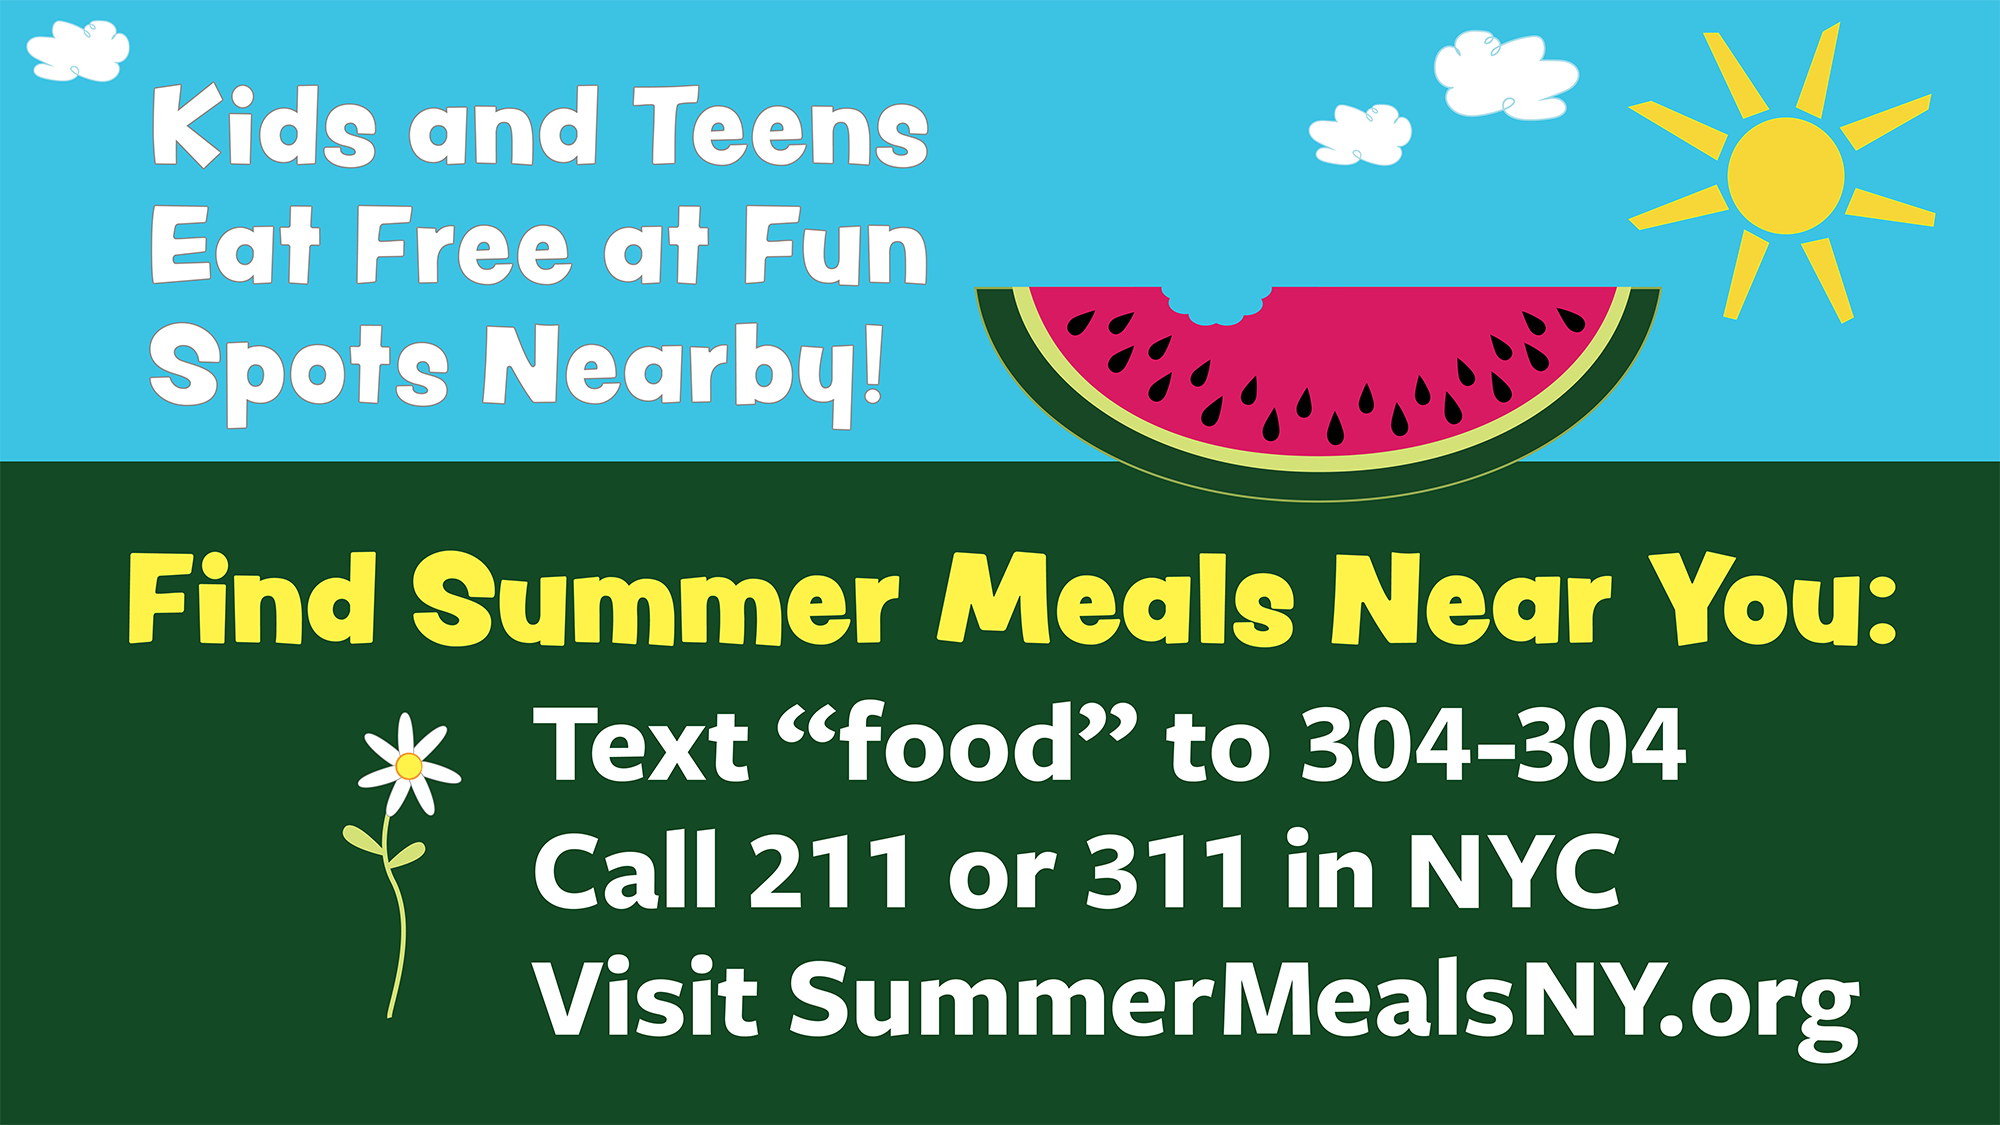 Kids and Teens
Eat Free at Fun
Spots Nearby!
Find Summer Meals Near You:
Text “food” to 304-304
Call 211 or 311 in NYC
Visit SummerMealsNY.org